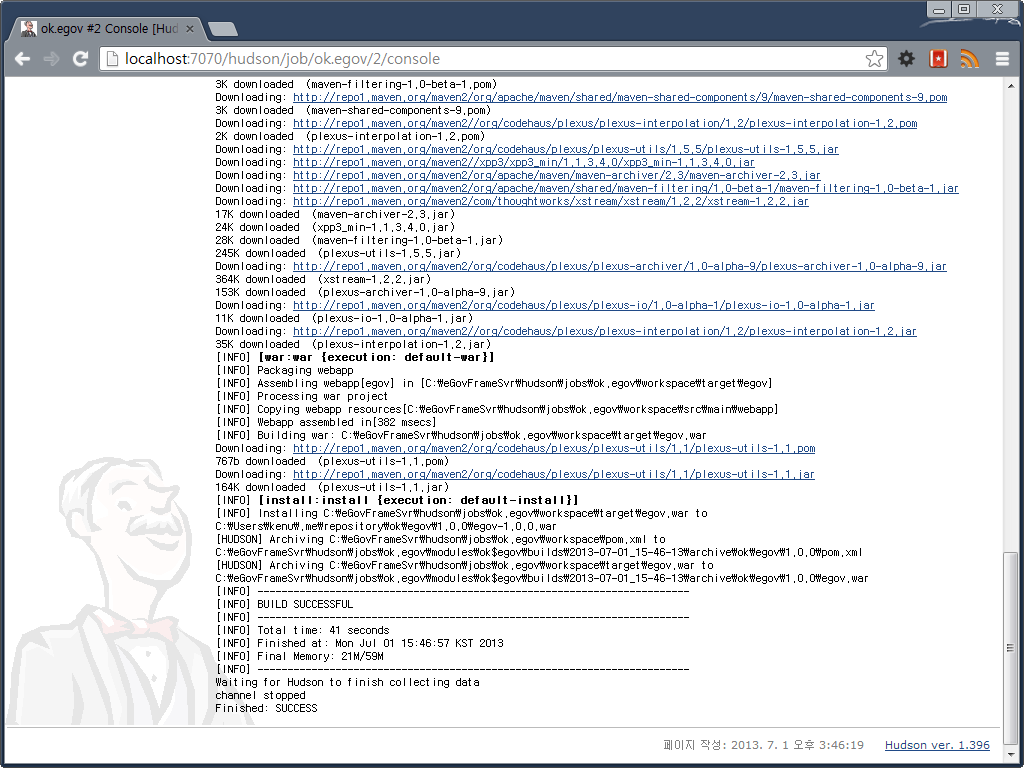 ok.egov #2 Console [Hud
localhost:7070/hudson/job/ok.egov/2/console
3K downloaded  (maven-filtering-1.0-beta-1.pom)
Downloading: http://repo1.maven.org/maven2/org/apache/maven/shared/maven-shared-components/9/maven-shared-components-9.pom
3K downloaded  (maven-shared-components-9.pom)
Downloading: http://repo1.maven.org/maven2//org/codehaus/plexus/plexus-interpolation/1.2/plexus-interpolation-1.2.pom
2K downloaded  (plexus-interpolation-1.2.pom)
Downloading: http://repo1.maven.org/maven2/org/codehaus/plexus/plexus-utils/1.5.5/plexus-utils-1.5.5.jar
Downloading: http://repo1.maven.org/maven2//xpp3/xpp3_min/1.1.3.4.O/xpp3_min-1.1.3.4.O.jar
Downloading: http://repo1.maven.org/maven2/org/apache/maven/maven-archiver/2.3/maven-archiver-2.3.jar
Downloading: http://repo1.maven.org/maven2/org/apache/maven/shared/maven-filtering/1.0-beta-1/maven-filtering-1.0-beta-1.jar
Downloading: http://repo1.maven.org/maven2/com/thoughtworks/xstream/xstream/1.2.2/xstream-1.2.2.jar
17K downloaded  (maven-archiver-2.3.jar)
24K downloaded  (xpp3_min-1.1.3.4.O.jar)
28K downloaded  (maven-filtering-1.0-beta-1.jar)
245K downloaded  (plexus-utils-1.5.5.jar)
Downloading: http://repo1.maven.org/maven2/org/codehaus/plexus/plexus-archiver/1.0-alpha-9/plexus-archiver-1.0-alpha-9.jar
364K downloaded  (xstream-1.2.2.jar)
153K downloaded  (plexus-archiver-1.0-alpha-9.jar)
Downloading: http://repo1.maven.org/maven2/org/codehaus/plexus/plexus-io/1.0-alpha-1/plexus-io-1.0-alpha-1.jar
11K downloaded  (plexus-io-1.0-alpha-1.jar)
Downloading: http://repo1.maven.org/maven2//org/codehaus/plexus/plexus-interpolation/1.2/plexus-interpolation-1.2.jar
35K downloaded  (plexus-interpolation-1.2.jar)
[INFO] [war:war {execution: default-war}]
[INFO] Packaging webapp
[INFO] Assembling webapp[egov] in [C:₩eGovFrameSvr₩hudson₩jobs₩ok.egov₩workspace₩target₩egov]
[INFO] Processing war project
[INFO] Copying webapp resources[C:₩eGovFrameSvr₩hudson₩jobs₩ok.egov₩workspace₩src₩main₩webapp]
[INFO] Webapp assembled in[382 msecs]
[INFO] Building war: C:₩eGovFrameSvr₩hudson₩jobs₩ok.egov₩workspace₩target₩egov.war
Downloading: http://repo1.maven.org/maven2/org/codehaus/plexus/plexus-utils/1.1/plexus-utils-1.1.pom
767b downloaded  (plexus-utils-1.1.pom)
Downloading: http://repo1.maven.org/maven2/org/codehaus/plexus/plexus-utils/1.1/plexus-utils-1.1.jar
164K downloaded  (plexus-utils-1.1.jar)
[INFO] [install:install {execution: default-install}]
[INFO] Installing C:₩eGovFrameSvr₩hudson₩jobs₩ok.egov₩workspace₩target₩egov.war to
C:₩Users₩kenu₩.me₩repository₩ok₩egov₩1.0.0₩egov-1.0.0.war
[HUDSON] Archiving C:₩eGovFrameSvr₩hudson₩jobs₩ok.egov₩workspace₩pom.xml to
C:₩eGovFrameSvr₩hudson₩jobs₩ok.egov₩modules₩ok$egov₩builds₩2013-07-01_15-46-13₩archive₩ok₩egov₩1.0.0₩pom.xml
[HUDSON] Archiving C:₩eGovFrameSvr₩hudson₩jobs₩ok.egov₩workspace₩target₩egov.war to
C:₩eGovFrameSvr₩hudson₩jobs₩ok.egov₩modules₩ok$egov₩builds₩2013-07-01_15-46-13₩archive₩ok₩egov₩1.0.0₩egov.war
[INFO] ------------------------------------------------------------------------
[INFO] BUILD SUCCESSFUL
[INFO] ------------------------------------------------------------------------
[INFO] Total time: 41 seconds
[INFO] Finished at: Mon Jul 01 15:46:57 KST 2013
[INFO] Final Memory: 21M/59M
[INFO] ------------------------------------------------------------------------
Waiting for Hudson to finish collecting data
channel stopped
Finished: SUCCESS
페이지 작성: 2013. 7. 1 오후 3:46:19 Hudson ver. 1.396